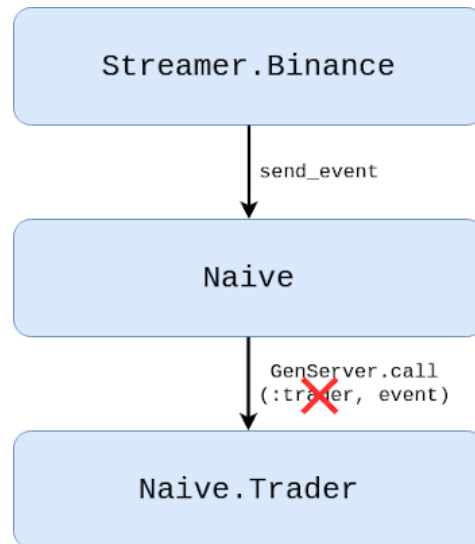 Streamer.Binance
send_event
Naive
GenServer.call
(:trader, event)
Naive.Trader